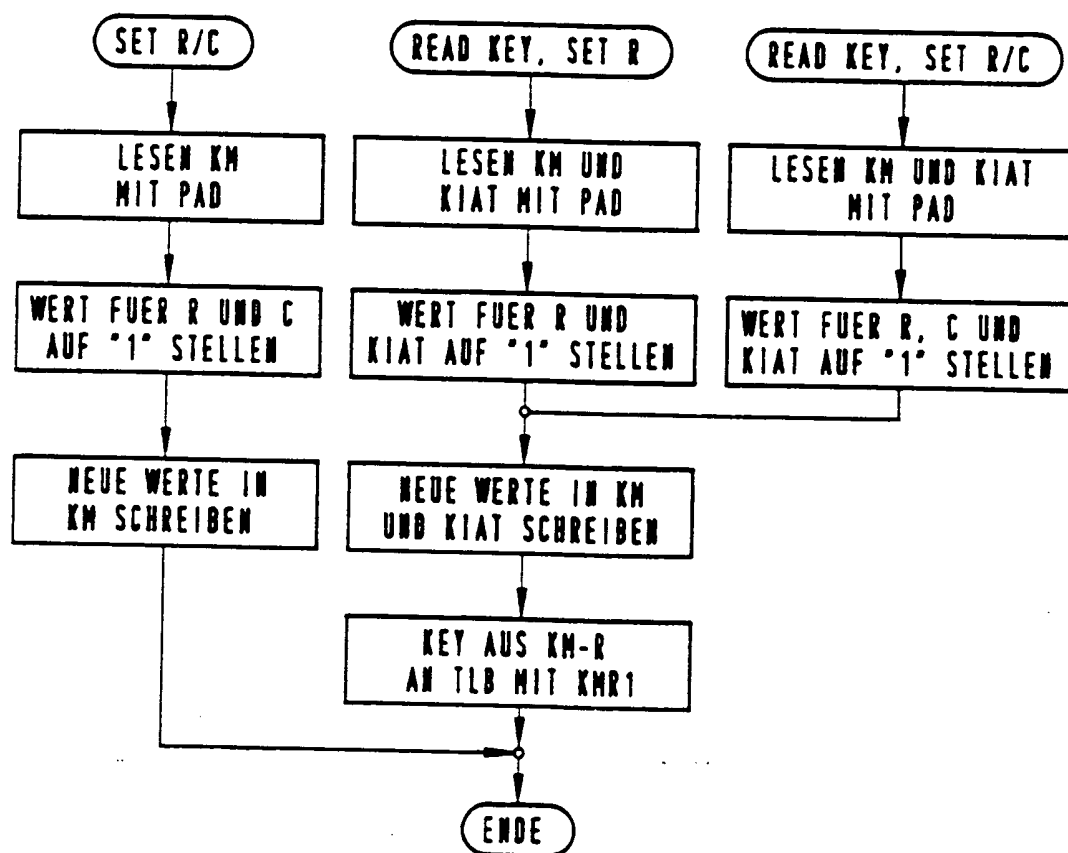 SET R/C
READ KEY, SET R
READ KEY, SET R/C
LESEN KM
MIT PAD
LESEN KM UND
KIAT MIT PAD
LESEN KM UND KIAT
MIT PAD
WERT FUER R UND C
AUF "1" STELLEN
WERT FUER R UND
KIAT AUF "1" STELLEN
WERT FUER R, C UND
KIAT AUF "1" STELLEN
NEUE WERTE IN
KM SCHREIBEN
NEUE WERTE IN KM
UND KIAT SCHREIBEN
KEY AUS KM-R
AN TLB MIT KMR1
ENDE